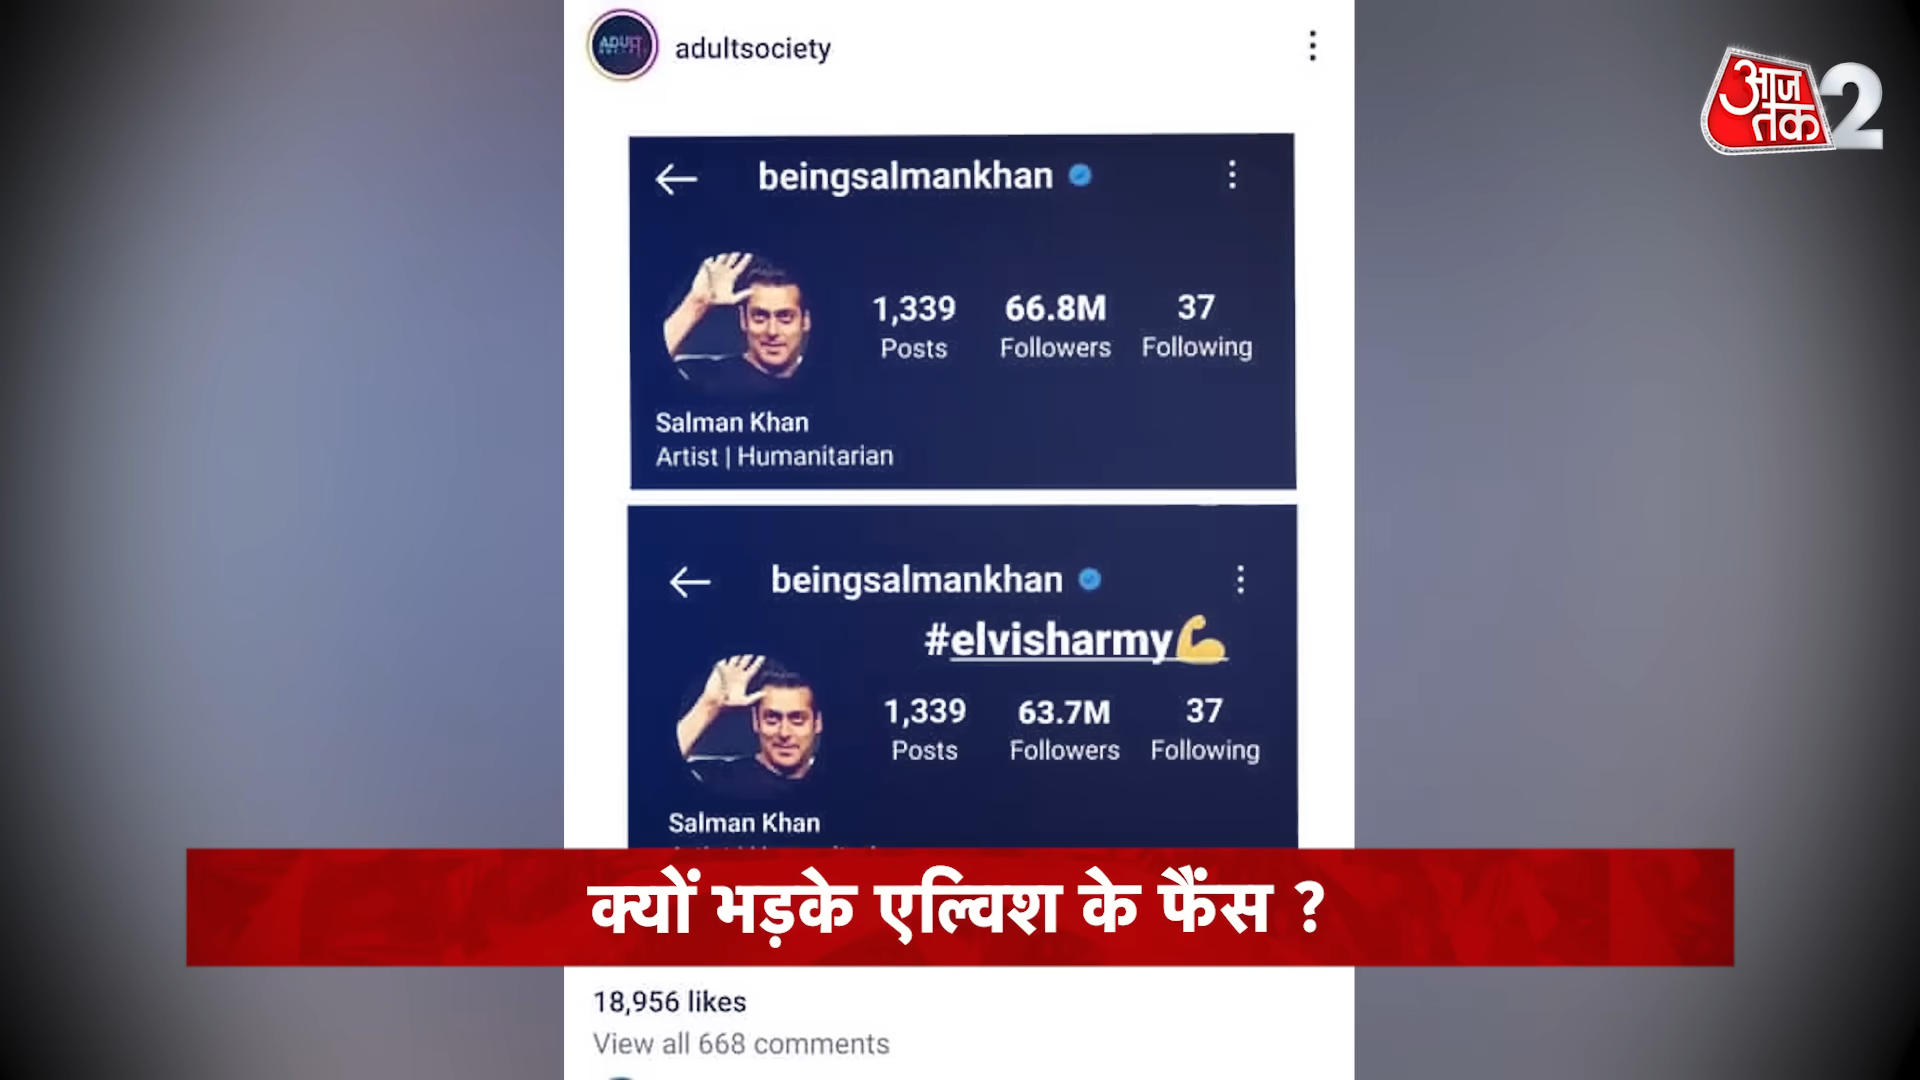 ADULT
adultsociety
आज तक 2
beingsalmankhan
1,339 66.8M 37
Posts Followers Following
Salman Khan
Artist | Humanitarian
beingsalmankhan
#elvisharmy💪
1,339 63.7M 37
Posts Followers Following
Salman Khan
क्यों भड़के एल्विश के फैंस ?
18,956 likes
View all 668 comments